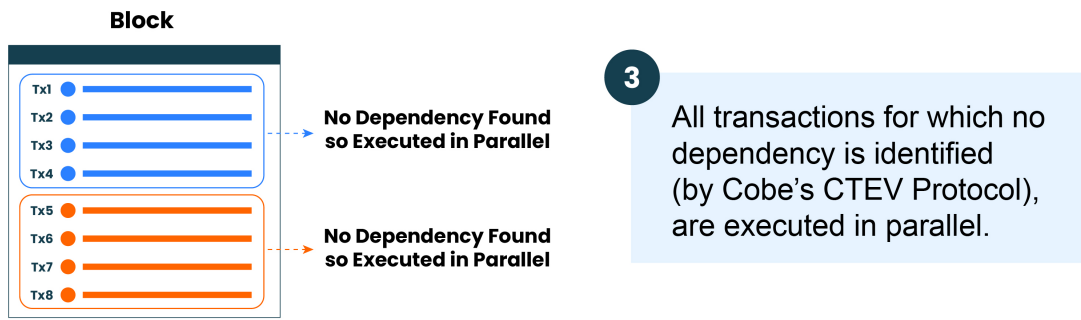 Block
Tx1
Tx2
Tx3
Tx4
No Dependency Found
so Executed in Parallel
Tx5
Tx6
Tx7
Tx8
No Dependency Found
so Executed in Parallel
3
All transactions for which no
dependency is identified
(by Cobe’s CTEV Protocol),
are executed in parallel.